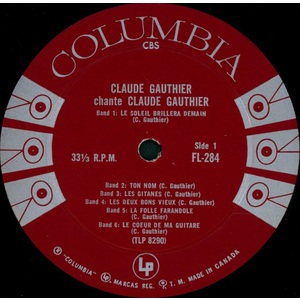 COLUMBIA
CBS
CLAUDE GAUTHIER
chante CLAUDE GAUTHIER
Band 1: LE SOLEIL BRILLERA DEMAIN
(C. Gauthier)
33⅓ R.P.M.
Side 1
FL-284
Band 2: TON NOM (C. Gauthier)
Band 3: LES GITANES (C. Gauthier)
Band 4: LES DEUX BONS VIEUX (C. Gauthier)
Band 5: LA FOLLE FARANDOLE
(C. Gauthier)
Band 6: LE COEUR DE MA GUITARE
(C. Gauthier)
(TLP 8290)
LP
® "COLUMBIA", MARCAS REG. T. M. MADE IN CANADA